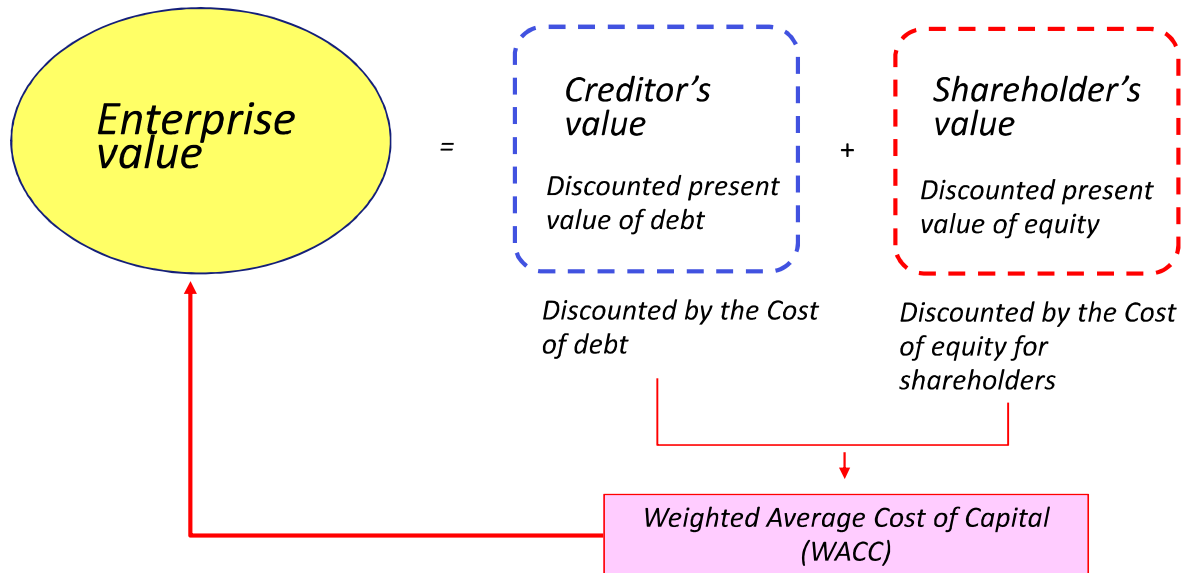 Enterprise
value
=
Creditor’s
value
Discounted present
value of debt
+
Shareholder’s
value
Discounted present
value of equity
Discounted by the Cost
of debt
Discounted by the Cost
of equity for
shareholders
Weighted Average Cost of Capital
(WACC)